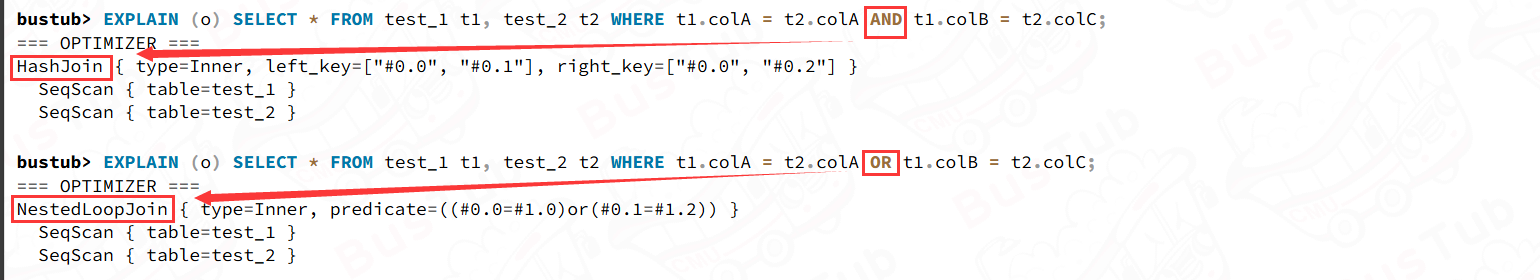 bustub> EXPLAIN (o) SELECT * FROM test_1 t1, test_2 t2 WHERE t1.colA = t2.colA AND t1.colB = t2.colC;
=== OPTIMIZER ===
HashJoin { type=Inner, left_key=["#0.0", "#0.1"], right_key=["#0.0", "#0.2"] }
  SeqScan { table=test_1 }
  SeqScan { table=test_2 }
bustub> EXPLAIN (o) SELECT * FROM test_1 t1, test_2 t2 WHERE t1.colA = t2.colA OR t1.colB = t2.colC;
=== OPTIMIZER ===
NestedLoopJoin { type=Inner, predicate=((#0.0=#1.0)or(#0.1=#1.2)) }
  SeqScan { table=test_1 }
  SeqScan { table=test_2 }